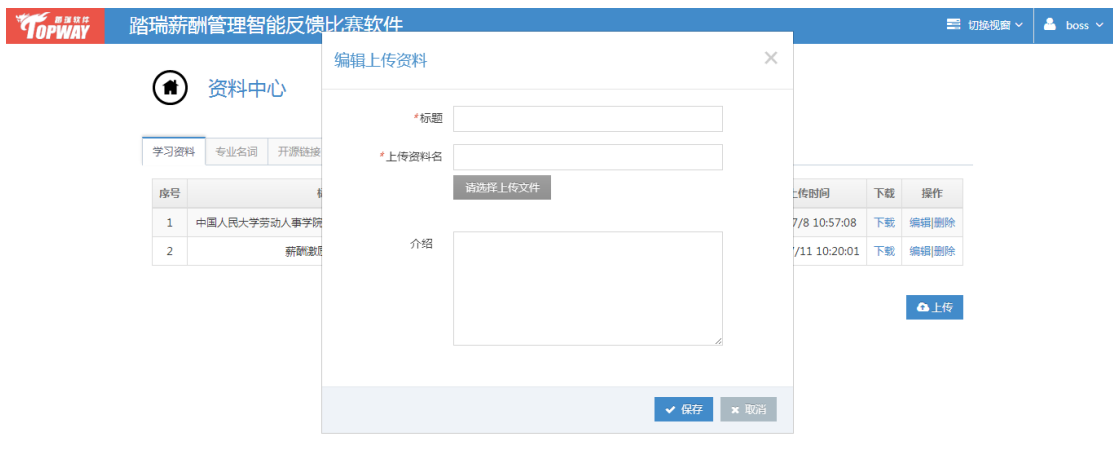 踏瑞软件
TOPWAY
踏瑞薪酬管理智能反馈比赛软件
切换视窗
boss
编辑上传资料
资料中心
*标题
学习资料 专业名词 开源链接
*上传资料名
请选择上传文件
序号 上传时间 下载 操作
1 中国人民大学劳动人事学院 7/8 10:57:08 下载 编辑|删除
介绍
2 薪酬激励 /11 10:20:01 下载 编辑|删除
上传
保存 取消